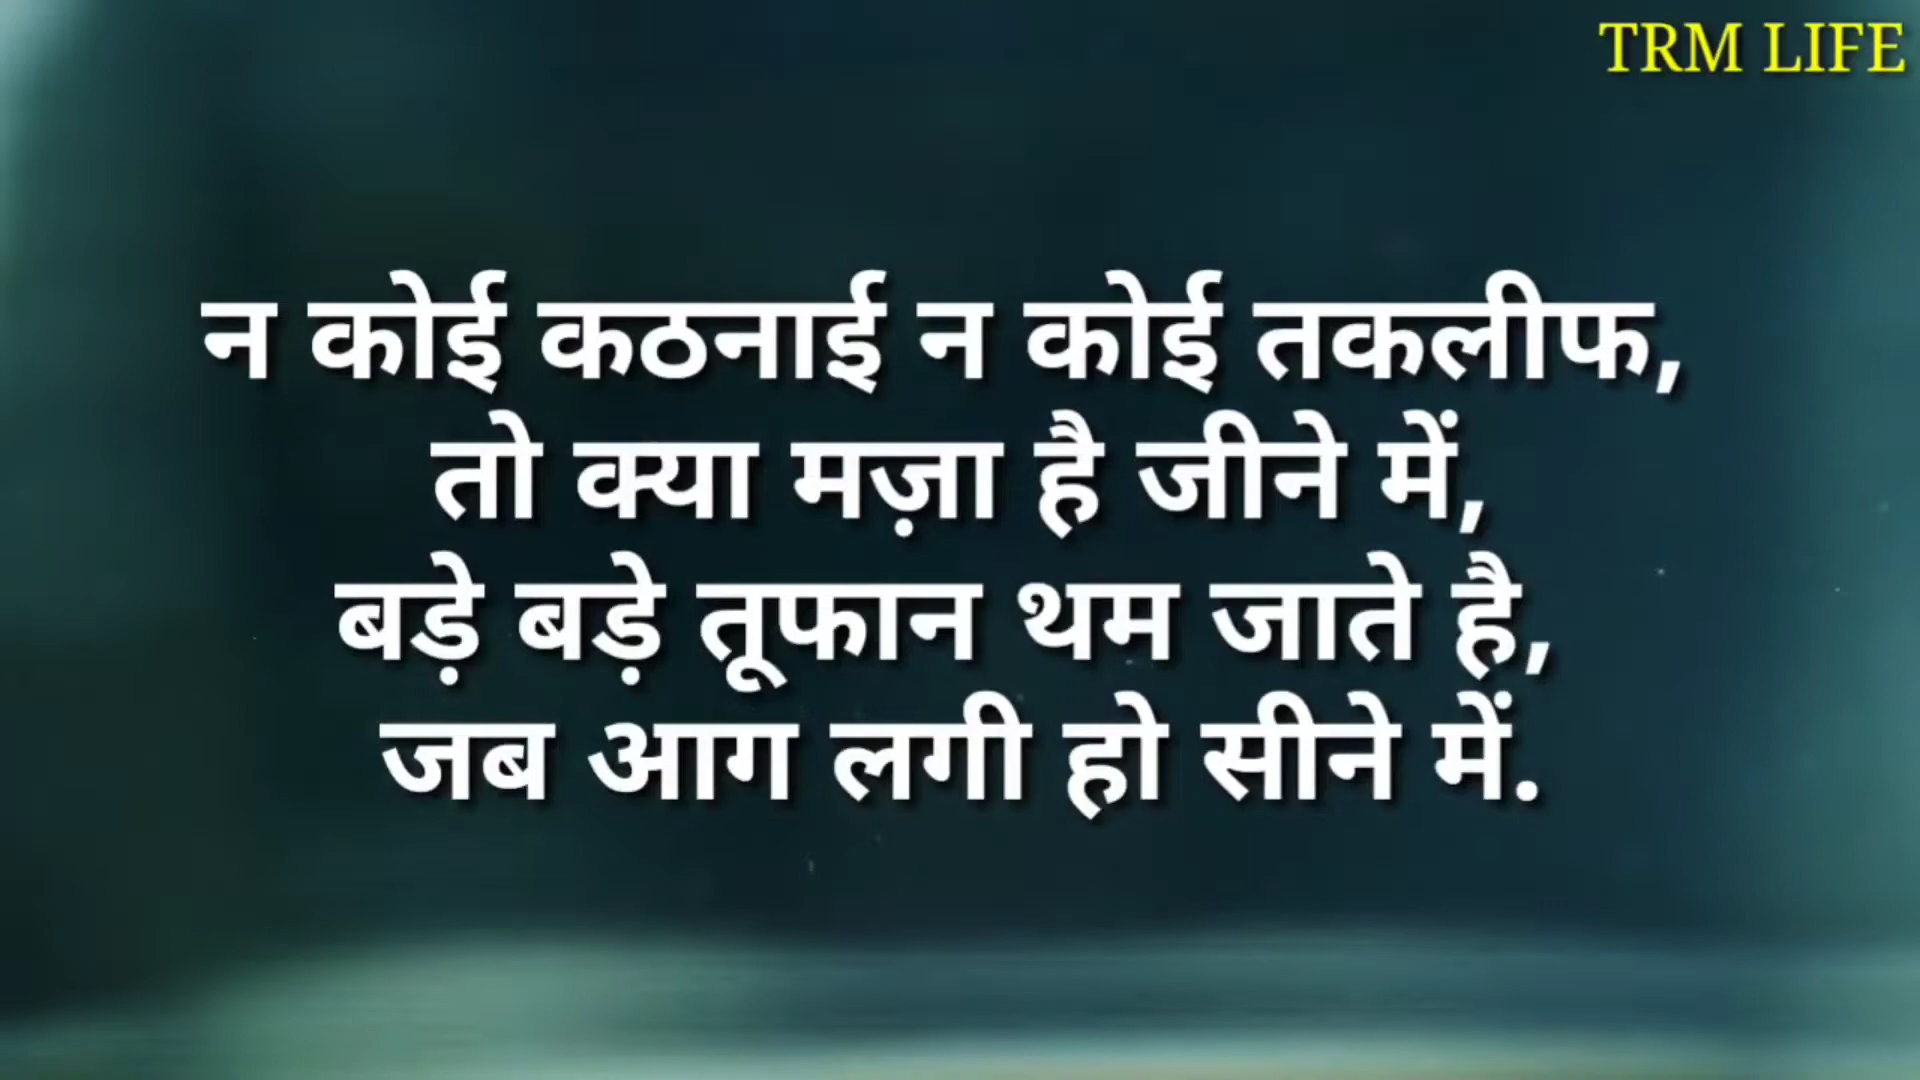 TRM LIFE
न कोई कठनाई न कोई तकलीफ,
तो क्या मज़ा है जीने में,
बड़े बड़े तूफान थम जाते है,
जब आग लगी हो सीने में.